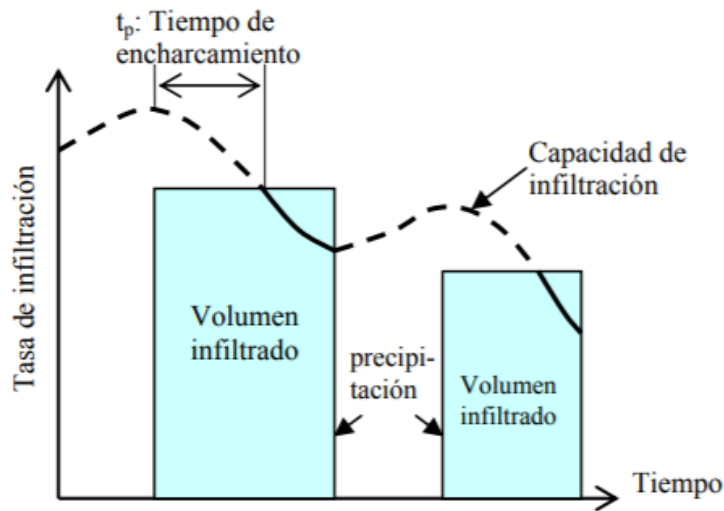 tp: Tiempo de
encharcamiento
Tasa de infiltración
Capacidad de
infiltración
Volumen
infiltrado
precipi-
tación
Volumen
infiltrado
Tiempo